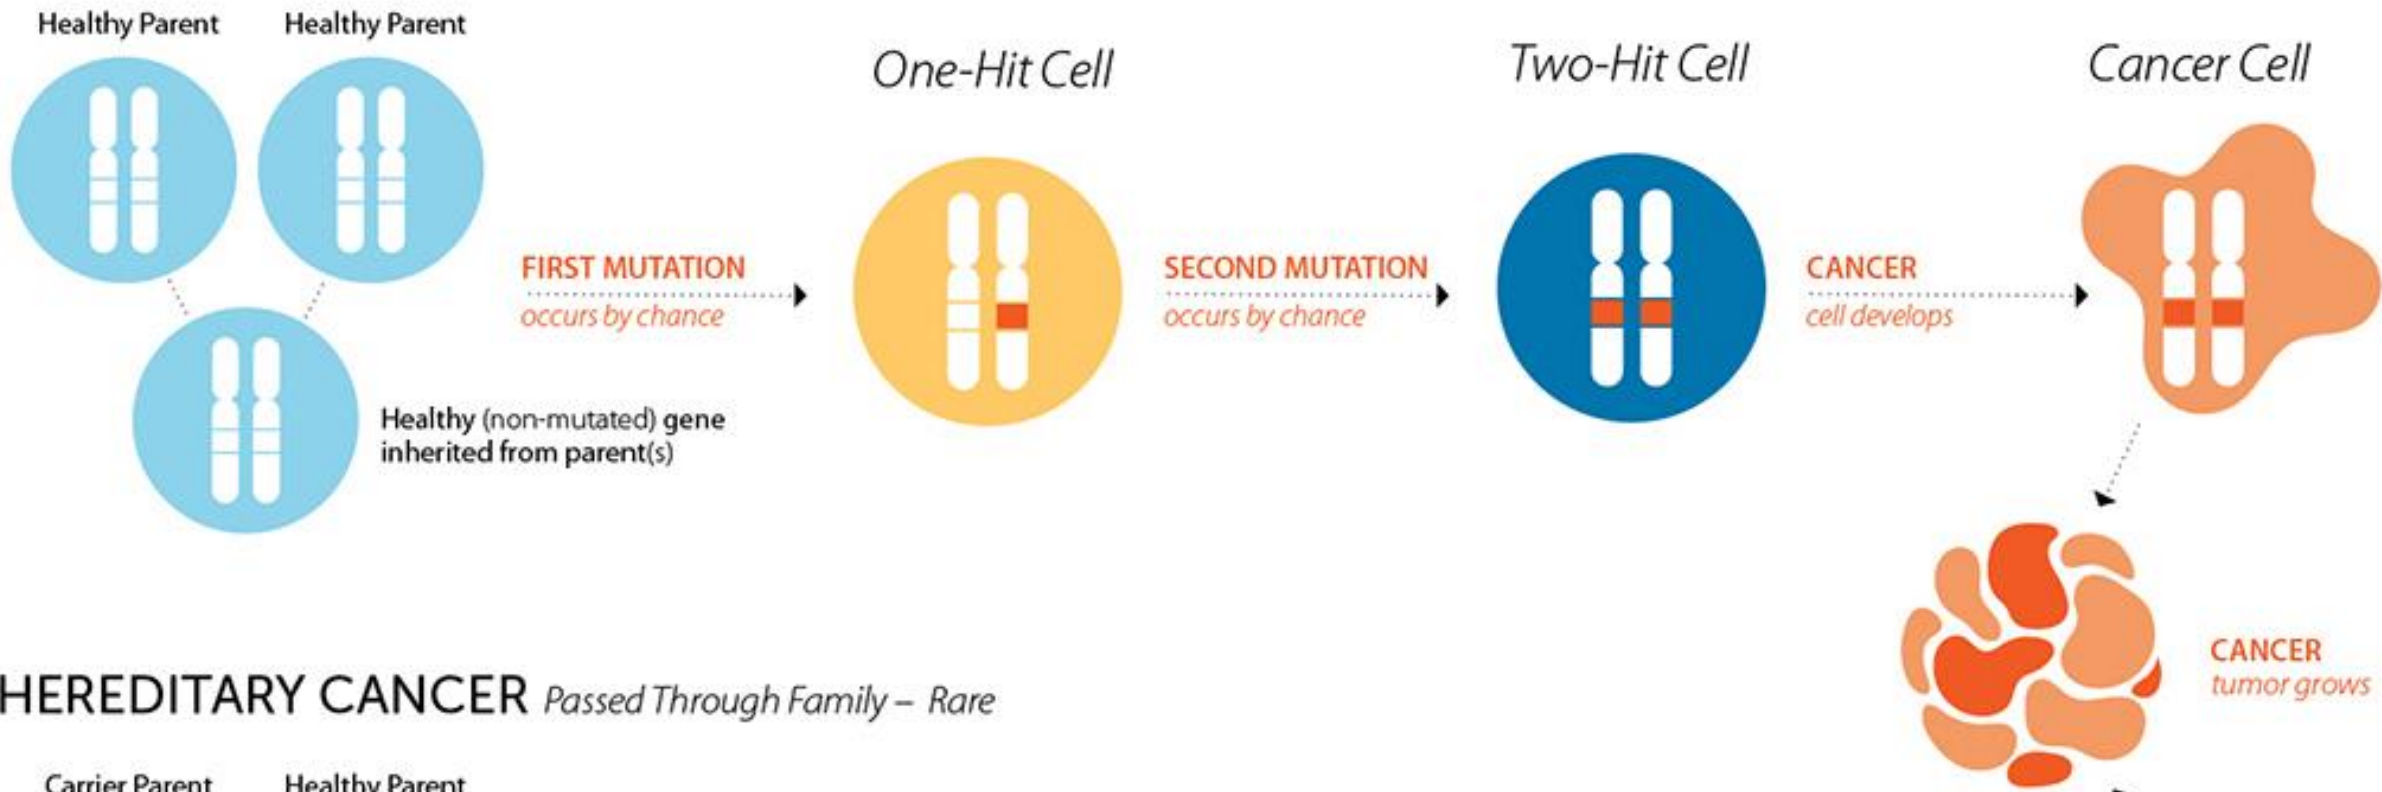 Healthy Parent
Healthy Parent
One-Hit Cell
Two-Hit Cell
Cancer Cell
FIRST MUTATION
occurs by chance
SECOND MUTATION
occurs by chance
CANCER
cell develops
Healthy (non-mutated) gene
inherited from parent(s)
CANCER
tumor grows
HEREDITARY CANCER Passed Through Family – Rare
Carrier Parent
Healthy Parent